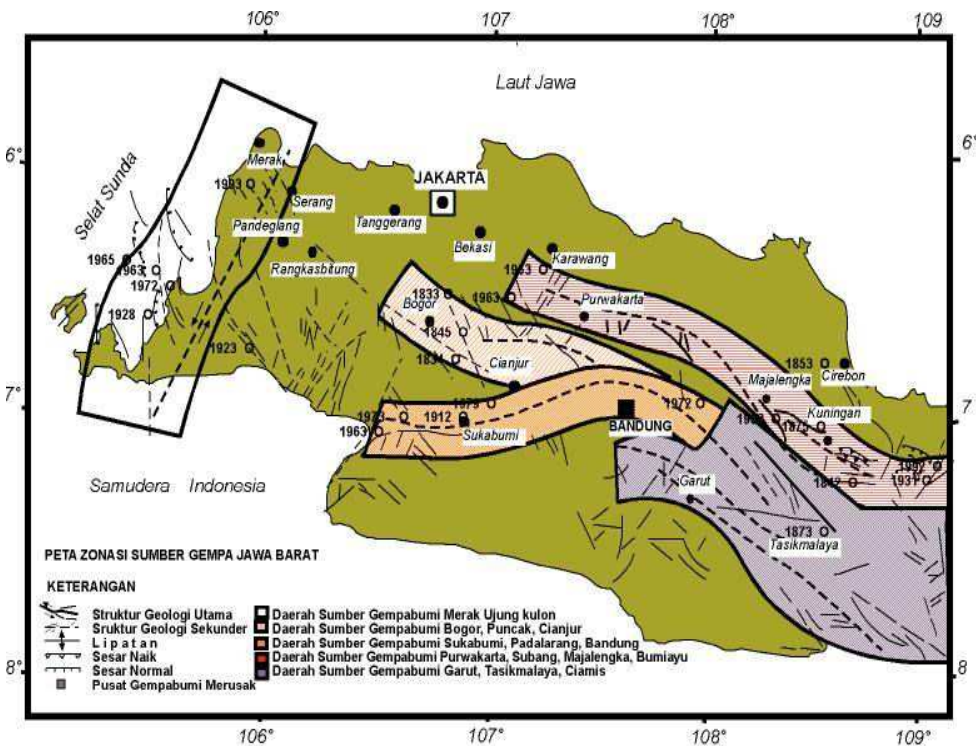 106° 107 108° 109
Laut Jawa
6° 6°
Selat Sunda
Merak
Serang
Pandeglang
Rangkasbitung
JAKARTA
Tanggerang
Bekasi
Karawang
1965
1963
1972
1928
1923
Bogor
1833
1963
Purwakarta
1845
Cianjur
1853
Cirebon
Majalengka
Kuningan
1875
7° 7°
1912
1963
Sukabumi
1972
BANDUNG
1931
Samudera Indonesia
Garut
1873
Tasikmalaya
PETA ZONASI SUMBER GEMPA JAWA BARAT
KETERANGAN
Struktur Geologi Utama
Sruktur Geologi Sekunder
Lipatan
Sesar Naik
Sesar Normal
Pusat Gempabumi Merusak
Daerah Sumber Gempabumi Merak Ujung kulon
Daerah Sumber Gempabumi Bogor, Puncak, Cianjur
Daerah Sumber Gempabumi Sukabumi, Padalarang, Bandung
Daerah Sumber Gempabumi Purwakarta, Subang, Majalengka, Bumiayu
Daerah Sumber Gempabumi Garut, Tasikmalaya, Ciamis
8° 8
106° 107° 108° 109°